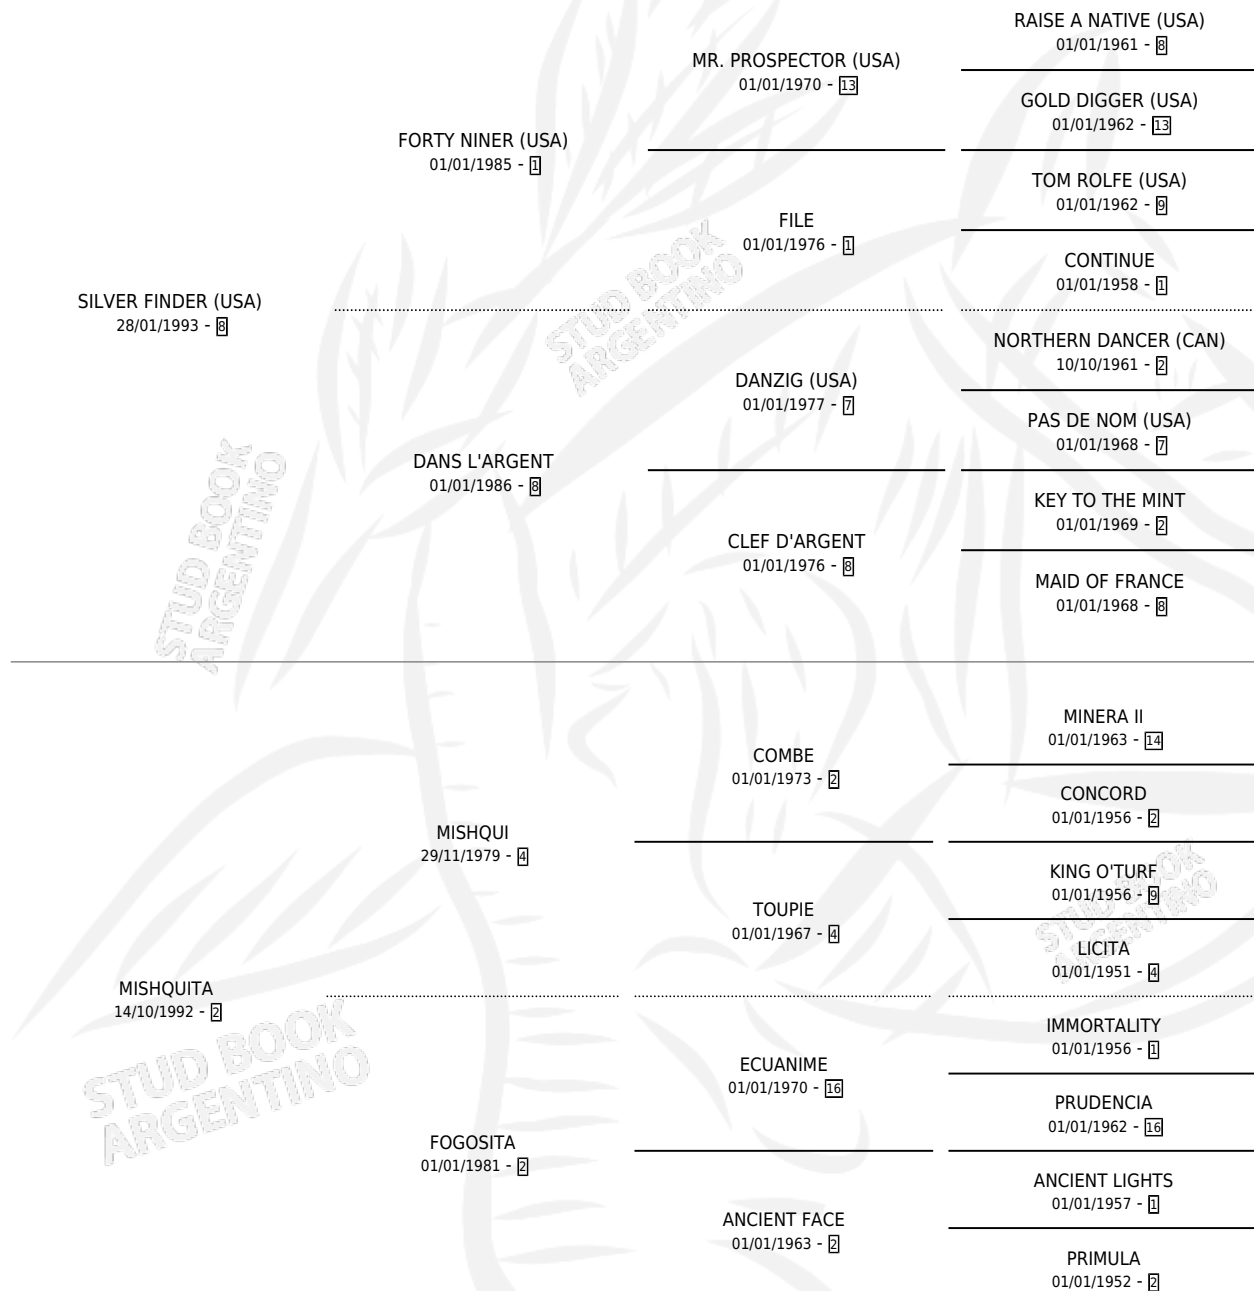 RAISE A NATIVE (USA)
01/01/1961 - 8
MR. PROSPECTOR (USA)
01/01/1970 - 13
GOLD DIGGER (USA)
01/01/1962 - 13
FORTY NINER (USA)
01/01/1985 - 1
TOM ROLFE (USA)
01/01/1962 - 9
FILE
01/01/1976 - 1
CONTINUE
01/01/1958 - 1
SILVER FINDER (USA)
28/01/1993 - 8
NORTHERN DANCER (CAN)
10/10/1961 - 2
DANZIG (USA)
01/01/1977 - 7
PAS DE NOM (USA)
01/01/1968 - 7
DANS L'ARGENT
01/01/1986 - 8
KEY TO THE MINT
01/01/1969 - 2
CLEF D'ARGENT
01/01/1976 - 8
MAID OF FRANCE
01/01/1968 - 8
MINERA II
01/01/1963 - 14
COMBE
01/01/1973 - 2
CONCORD
01/01/1956 - 2
MISHQUI
29/11/1979 - 4
KING O'TURF
01/01/1956 - 9
TOUPIE
01/01/1967 - 4
LICITA
01/01/1951 - 4
MISHQUITA
14/10/1992 - 2
IMMORTALITY
01/01/1956 - 1
ECUANIME
01/01/1970 - 16
PRUDENCIA
01/01/1962 - 16
FOGOSITA
01/01/1981 - 2
ANCIENT LIGHTS
01/01/1957 - 1
ANCIENT FACE
01/01/1963 - 2
PRIMULA
01/01/1952 - 2
STUD BOOK
ARGENTINO
STUD BOOK
ARGENTINO
STUD BOOK
ARGENTINO
STUD BOOK
ARGENTINO